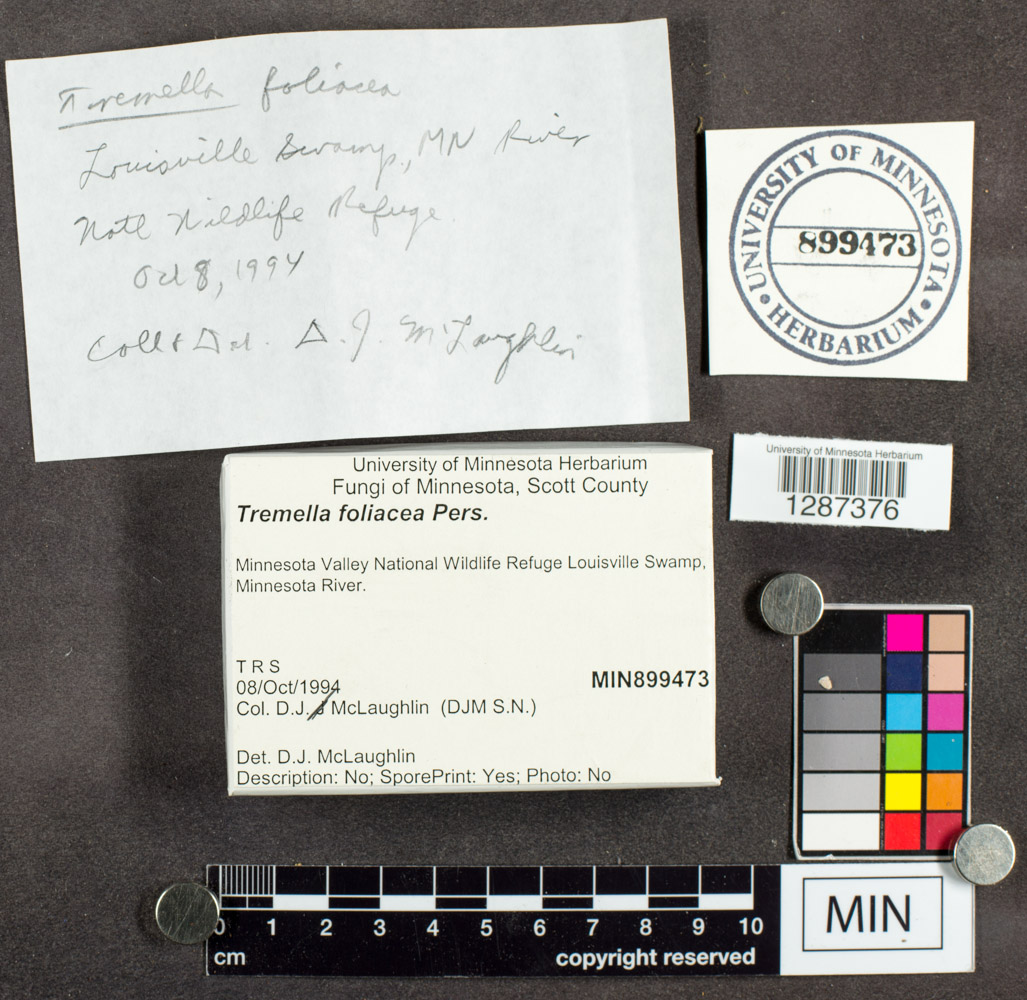 Tremella foliacea
Louisville Swamp, MN River
Natl Wildlife Refuge.
Oct 8, 1994
Coll & Det. D. J. McLaughlin
UNIVERSITY OF MINNESOTA
899473
HERBARIUM
University of Minnesota Herbarium
1287376
University of Minnesota Herbarium
Fungi of Minnesota, Scott County
Tremella foliacea Pers.
Minnesota Valley National Wildlife Refuge Louisville Swamp,
Minnesota River.
T R S
08/Oct/1994
MIN899473
Col. D.J. J McLaughlin (DJM S.N.)
Det. D.J. McLaughlin
Description: No; SporePrint: Yes; Photo: No
0 1 2 3 4 5 6 7 8 9 10
cm
copyright reserved
MIN